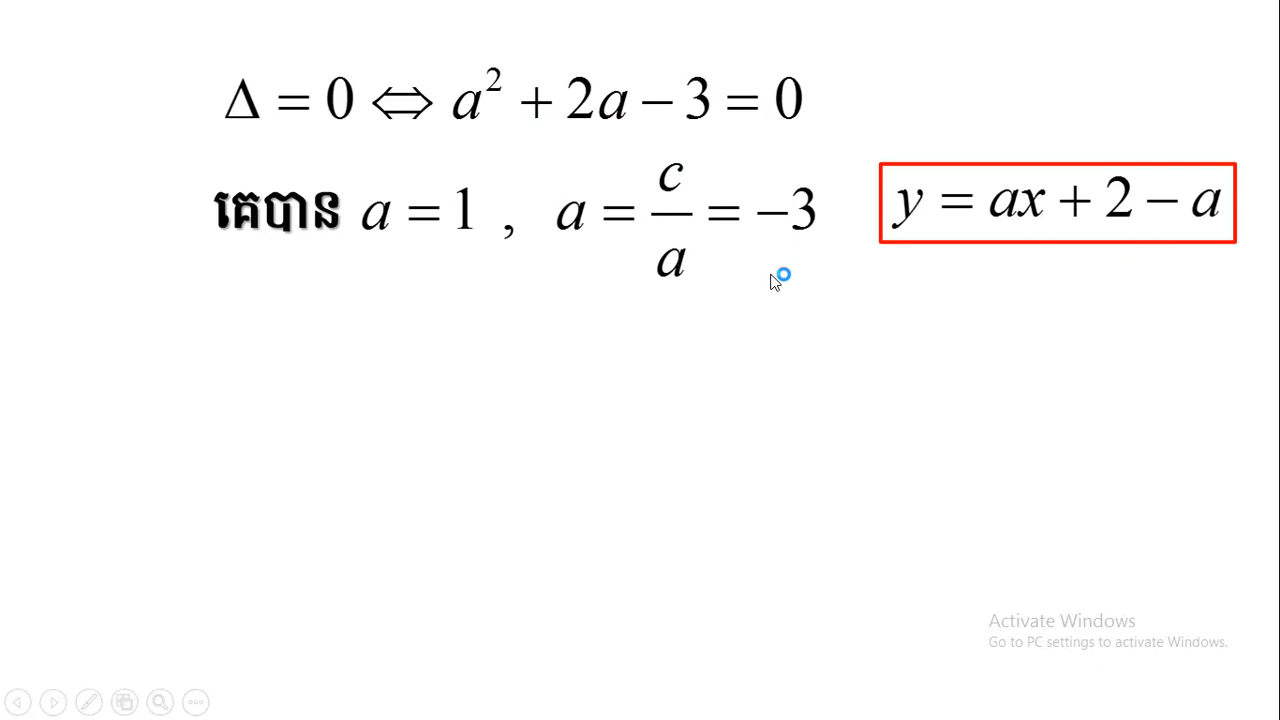 Δ = 0 ⇔ a² + 2a − 3 = 0
គេបាន a = 1 , a = c/a = −3
y = ax + 2 − a
Activate Windows
Go to PC settings to activate Windows.